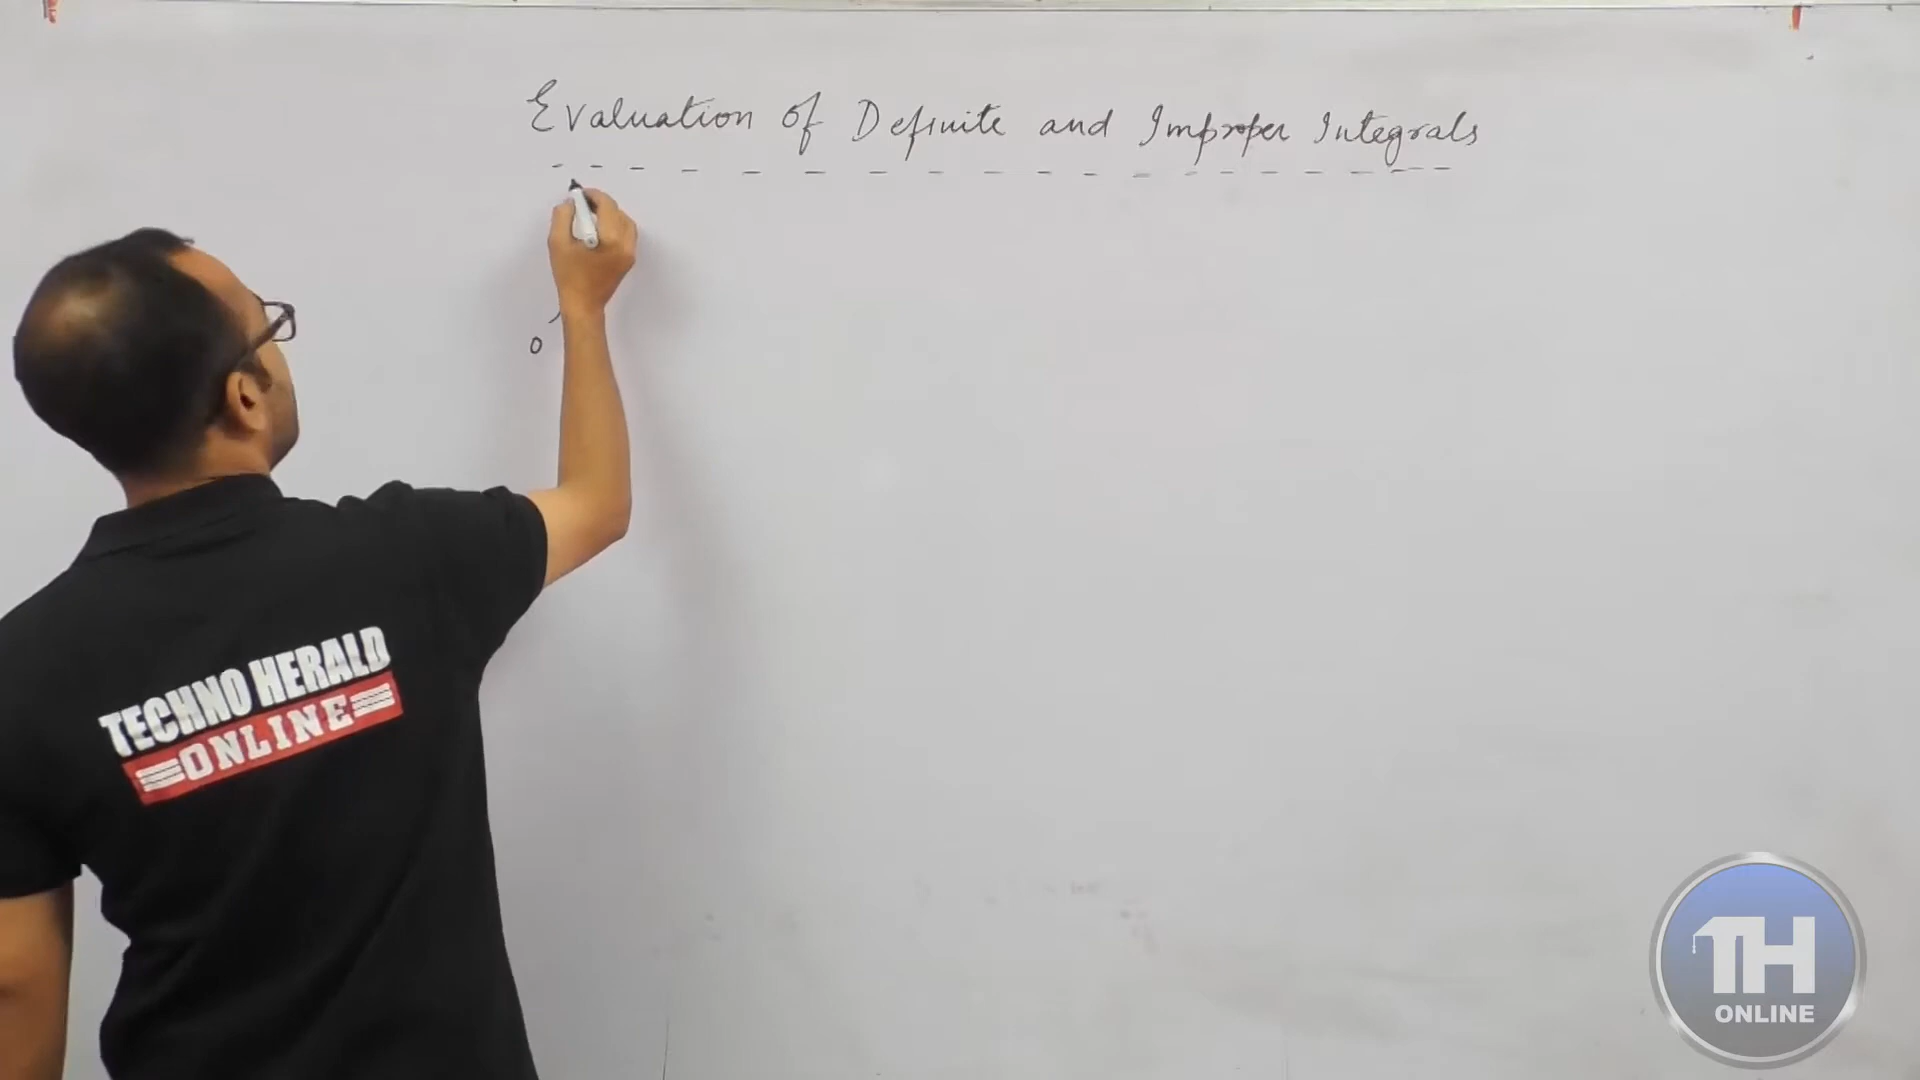 Evaluation of Definite and Improper Integrals
0
TECHNO HERALD
ONLINE
TH
ONLINE